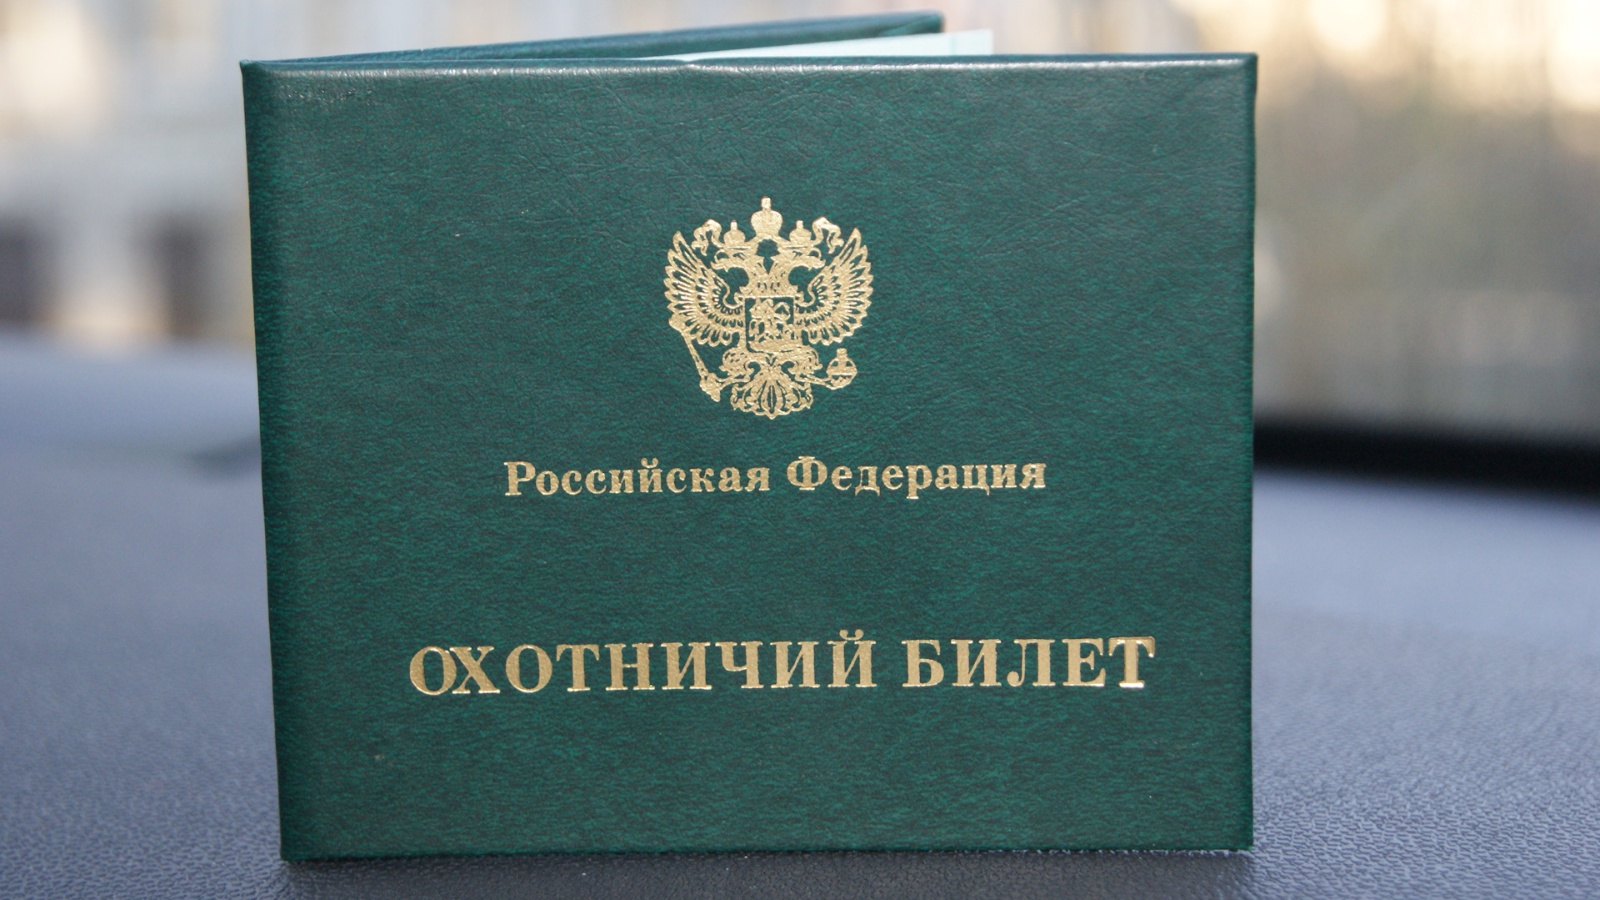 Российская Федерация
ОХОТНИЧИЙ БИЛЕТ